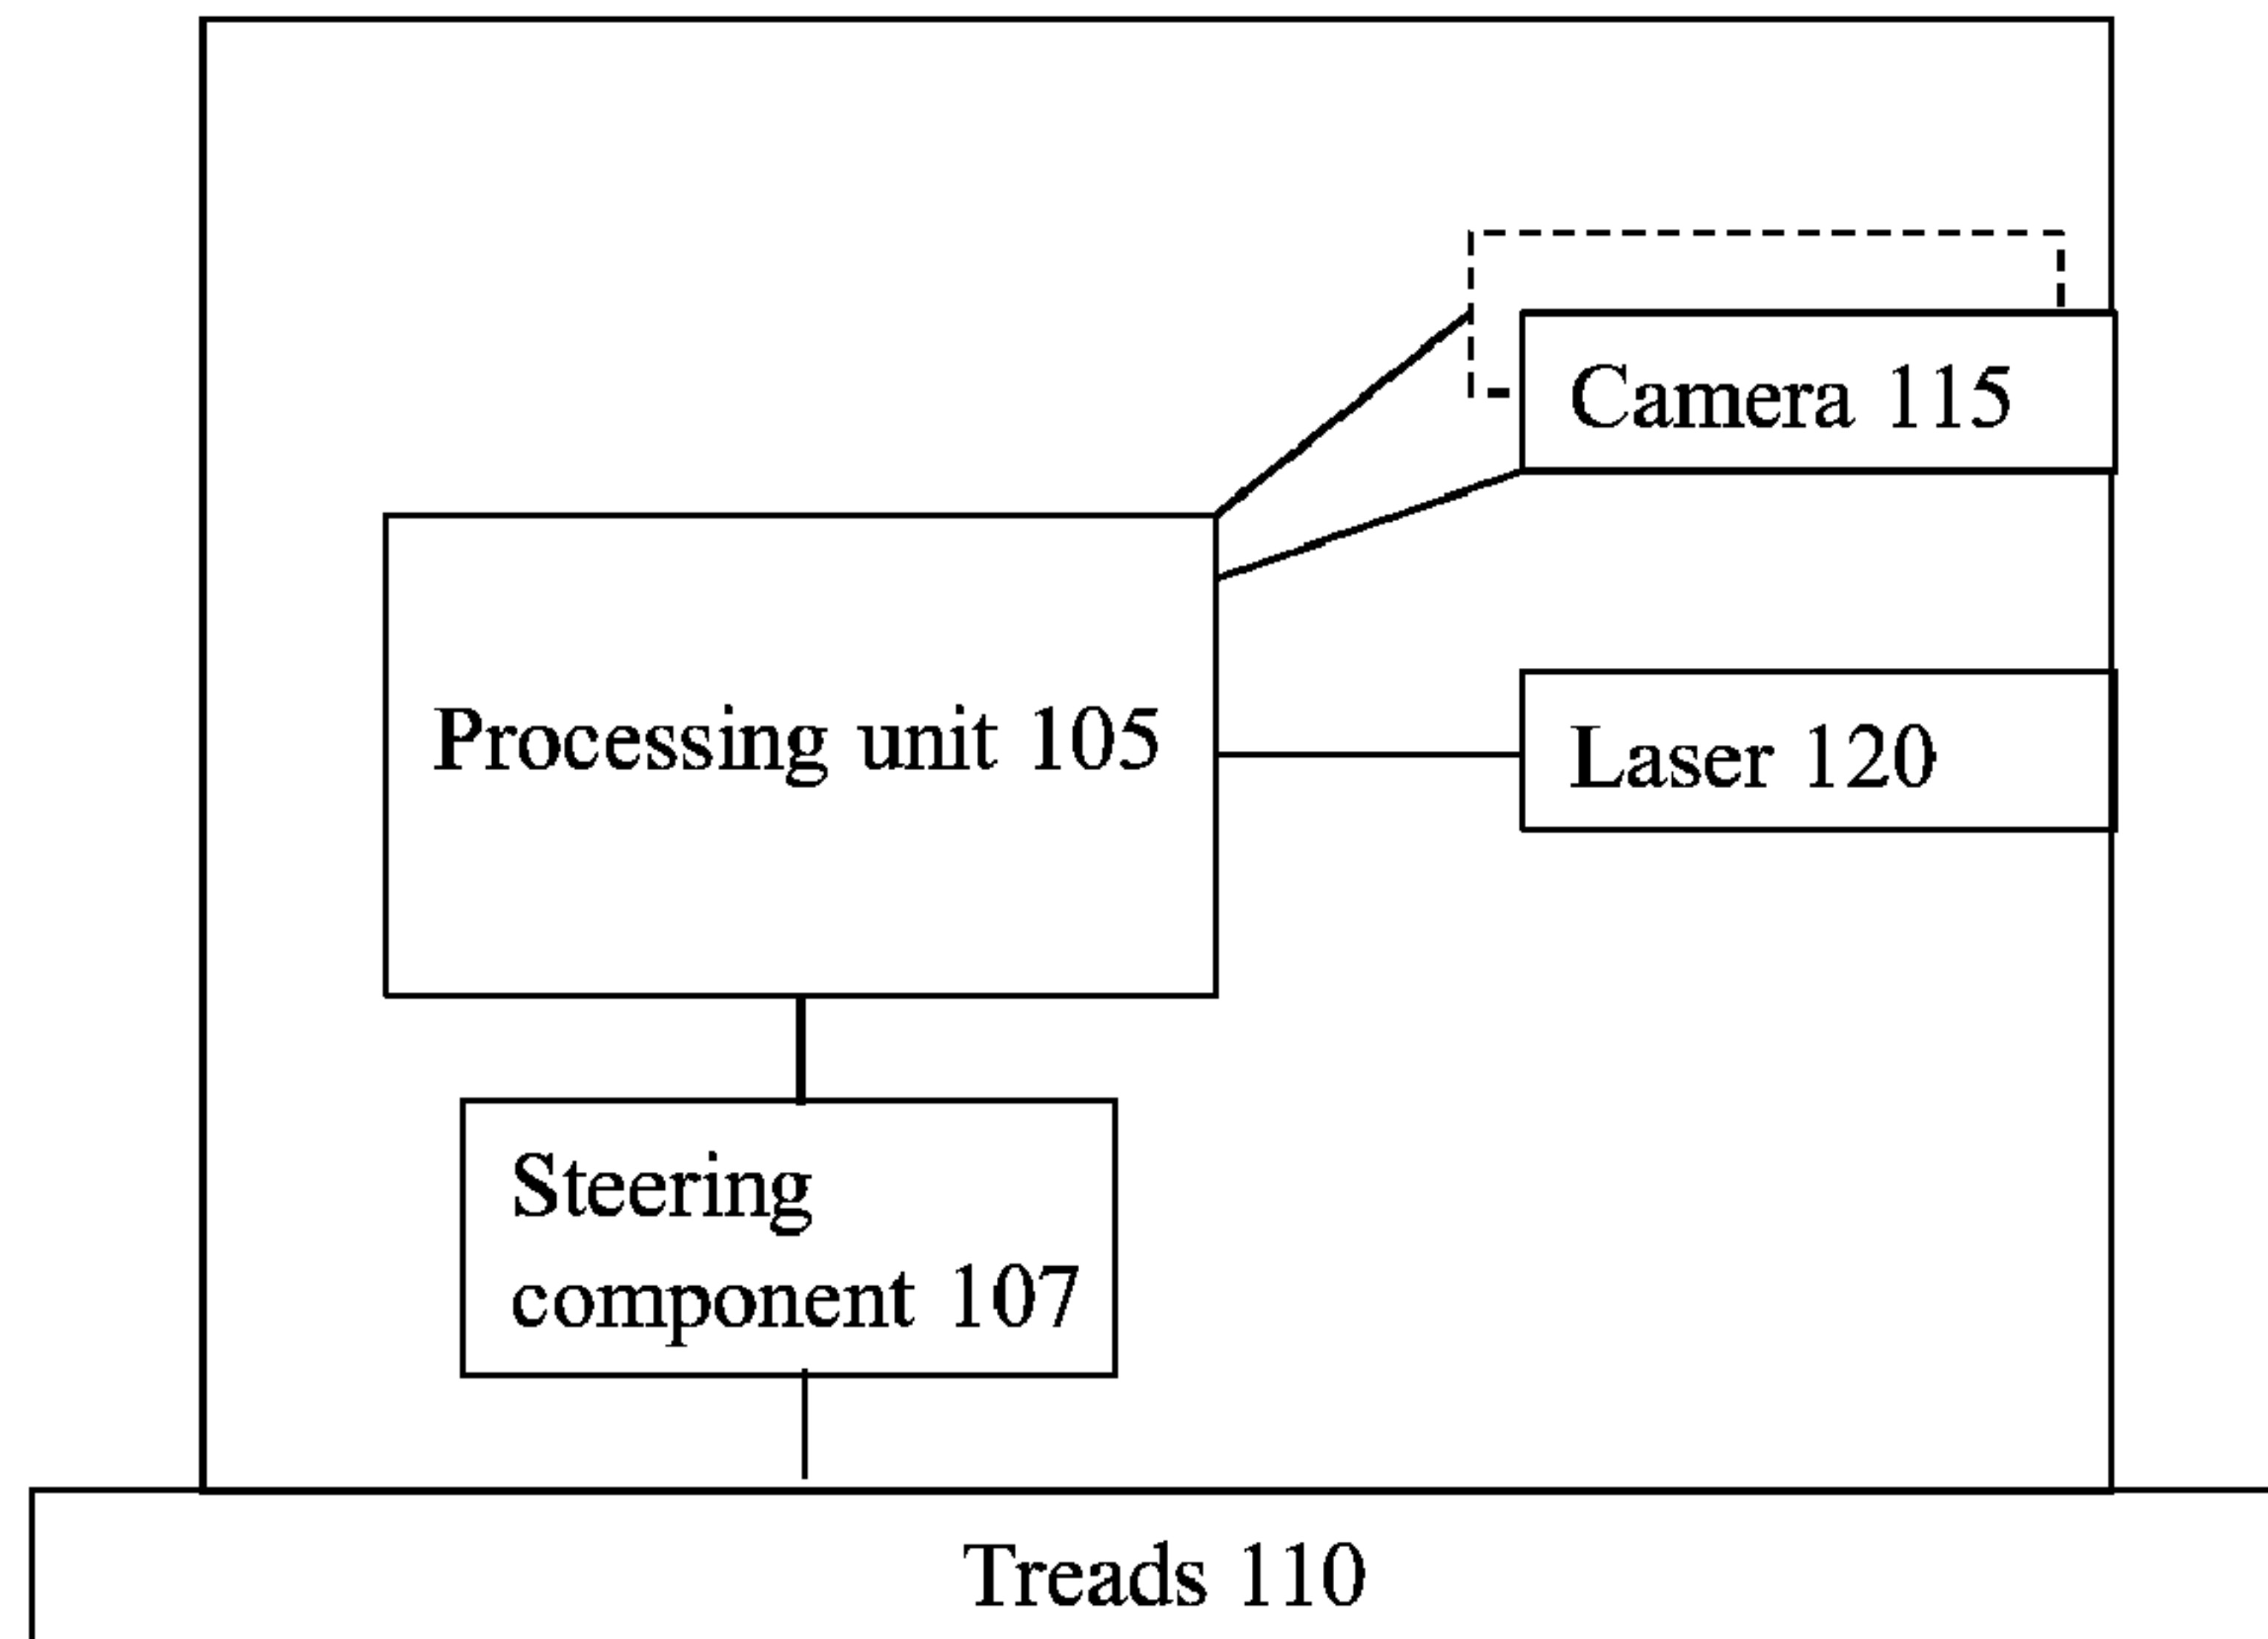 Camera 115
Processing unit 105
Laser 120
Steering
component 107
Treads 110